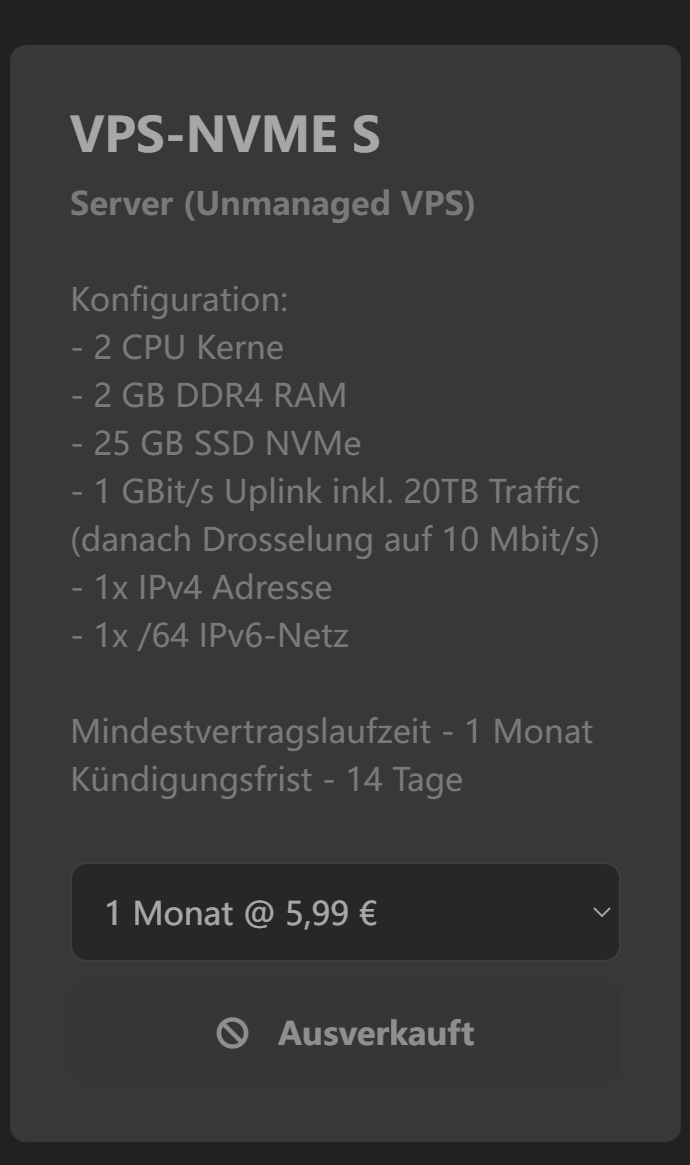 VPS-NVME S
Server (Unmanaged VPS)
Konfiguration:
- 2 CPU Kerne
- 2 GB DDR4 RAM
- 25 GB SSD NVMe
- 1 GBit/s Uplink inkl. 20TB Traffic
(danach Drosselung auf 10 Mbit/s)
- 1x IPv4 Adresse
- 1x /64 IPv6-Netz
Mindestvertragslaufzeit - 1 Monat
Kündigungsfrist - 14 Tage
1 Monat @ 5,99 €
Ausverkauft